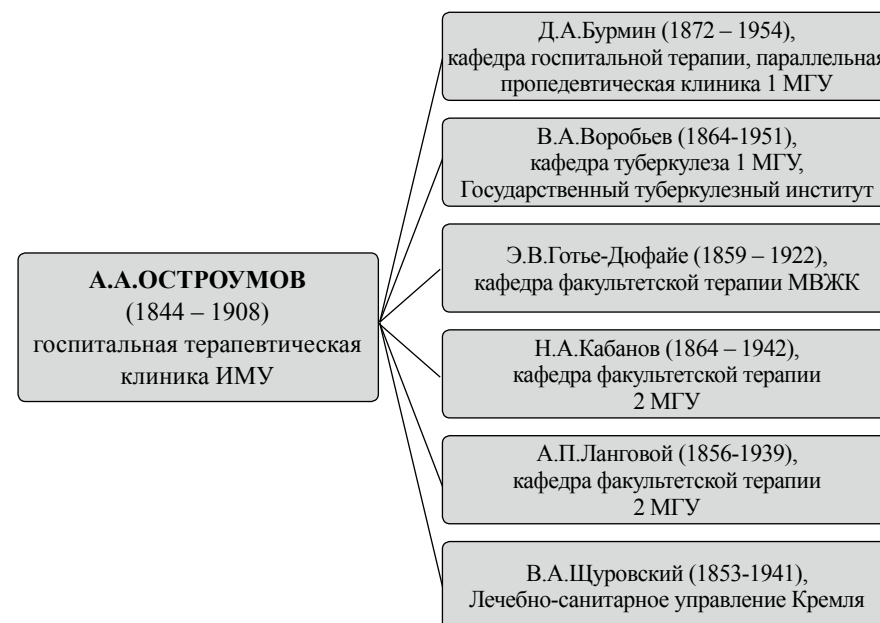 А.А.ОСТРОУМОВ
(1844 – 1908)
госпитальная терапевтическая
клиника ИМУ
Д.А.Бурмин (1872 – 1954),
кафедра госпитальной терапии, параллельная
пропедевтическая клиника 1 МГУ
В.А.Воробьев (1864-1951),
кафедра туберкулеза 1 МГУ,
Государственный туберкулезный институт
Э.В.Готье-Дюфайе (1859 – 1922),
кафедра факультетской терапии МВЖК
Н.А.Кабанов (1864 – 1942),
кафедра факультетской терапии
2 МГУ
А.П.Ланговой (1856-1939),
кафедра факультетской терапии
2 МГУ
В.А.Щуровский (1853-1941),
Лечебно-санитарное управление Кремля